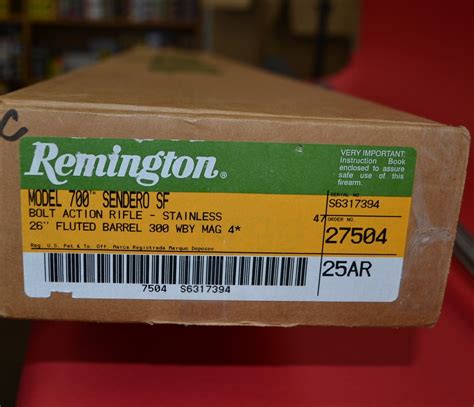 C
Remington®
VERY IMPORTANT:
Instruction Book
enclosed to assure
safe use of this
firearm.
MODEL 700™ SENDERO SF
BOLT ACTION RIFLE - STAINLESS
26" FLUTED BARREL 300 WBY MAG 4*
Reg. U.S. Pat & Tm. Off. Marca Registrada Marque Deposee
7504 S6317394
SERIAL NO.
S6317394
47 ORDER NO.
27504
25AR